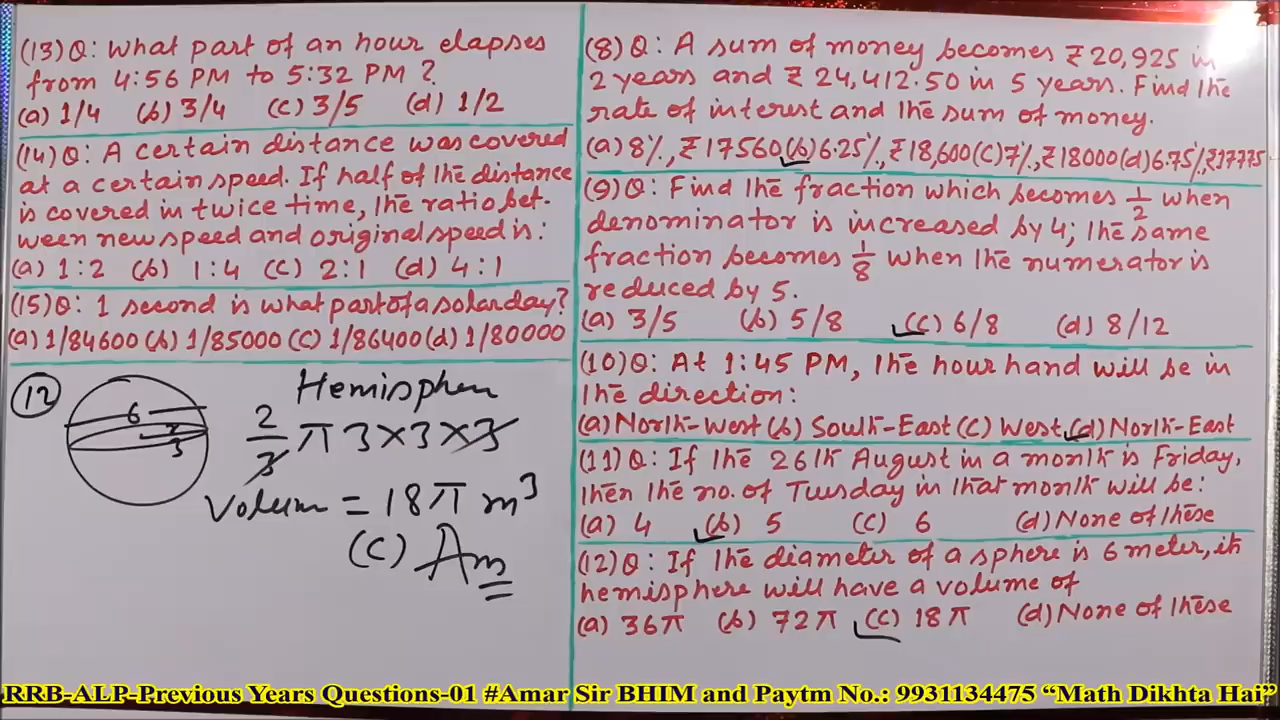 (13) Q: What part of an hour elapses
from 4:56 PM to 5:32 PM ?
(a) 1/4 (b) 3/4 (c) 3/5 (d) 1/2
(14) Q: A certain distance was covered
at a certain speed. If half of the distance
is covered in twice time, the ratio bet-
ween new speed and original speed is:
(a) 1:2 (b) 1:4 (c) 2:1 (d) 4:1
(15) Q: 1 second is what part of a solar day?
(a) 1/84600 (b) 1/85000 (c) 1/86400 (d) 1/80000
(12) Hemisphere
6
2
3
2/3 π 3×3×3
Volum = 18π m³
(c) Ans
(8) Q: A sum of money becomes ₹20,925 in
2 years and ₹24,412.50 in 5 years. Find the
rate of interest and the sum of money.
(a) 8%, ₹17560 (b) 6.25%, ₹18,600 (c) 7%, ₹18000 (d) 6.75%, ₹17775
(9) Q: Find the fraction which becomes 1/2 when
denominator is increased by 4; the same
fraction becomes 1/8 when the numerator is
reduced by 5.
(a) 3/5 (b) 5/8 (c) 6/8 (d) 8/12
(10) Q: At 1:45 PM, the hour hand will be in
the direction:
(a) North-West (b) South-East (c) West (d) North-East
(11) Q: If the 26th August in a month is Friday,
then the no. of Tuesday in that month will be:
(a) 4 (b) 5 (c) 6 (d) None of these
(12) Q: If the diameter of a sphere is 6 meter, its
hemisphere will have a volume of
(a) 36π (b) 72π (c) 18π (d) None of these
RRB-ALP-Previous Years Questions-01 #Amar Sir BHIM and Paytm No.: 9931134475 “Math Dikhta Hai”